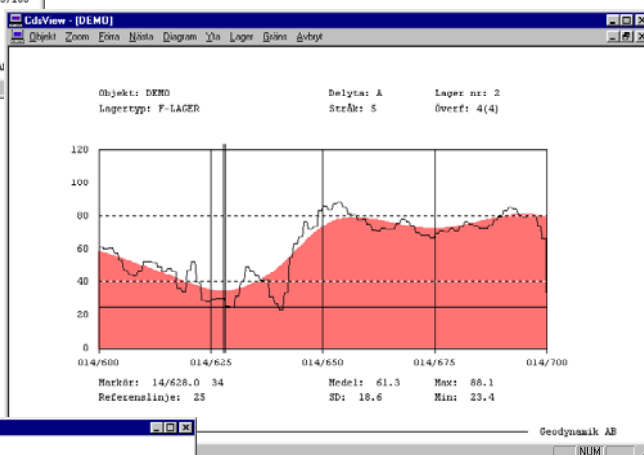 CdsView - [DEMO]
Objekt Zoom Förra Nästa Diagram Yta Lager Gräns Avbryt
Objekt: DEMO Delyta: A Lager nr: 2
Lagertyp: F-LAGER Stråk: 5 Överf: 4(4)
120
100
80
60
40
20
0
014/600 014/625 014/650 014/675 014/700
Markör: 14/628.0 34 Medel: 61.3 Max: 88.1
Referenslinje: 25 SD: 18.6 Min: 23.4
Geodynamik AB
NUM